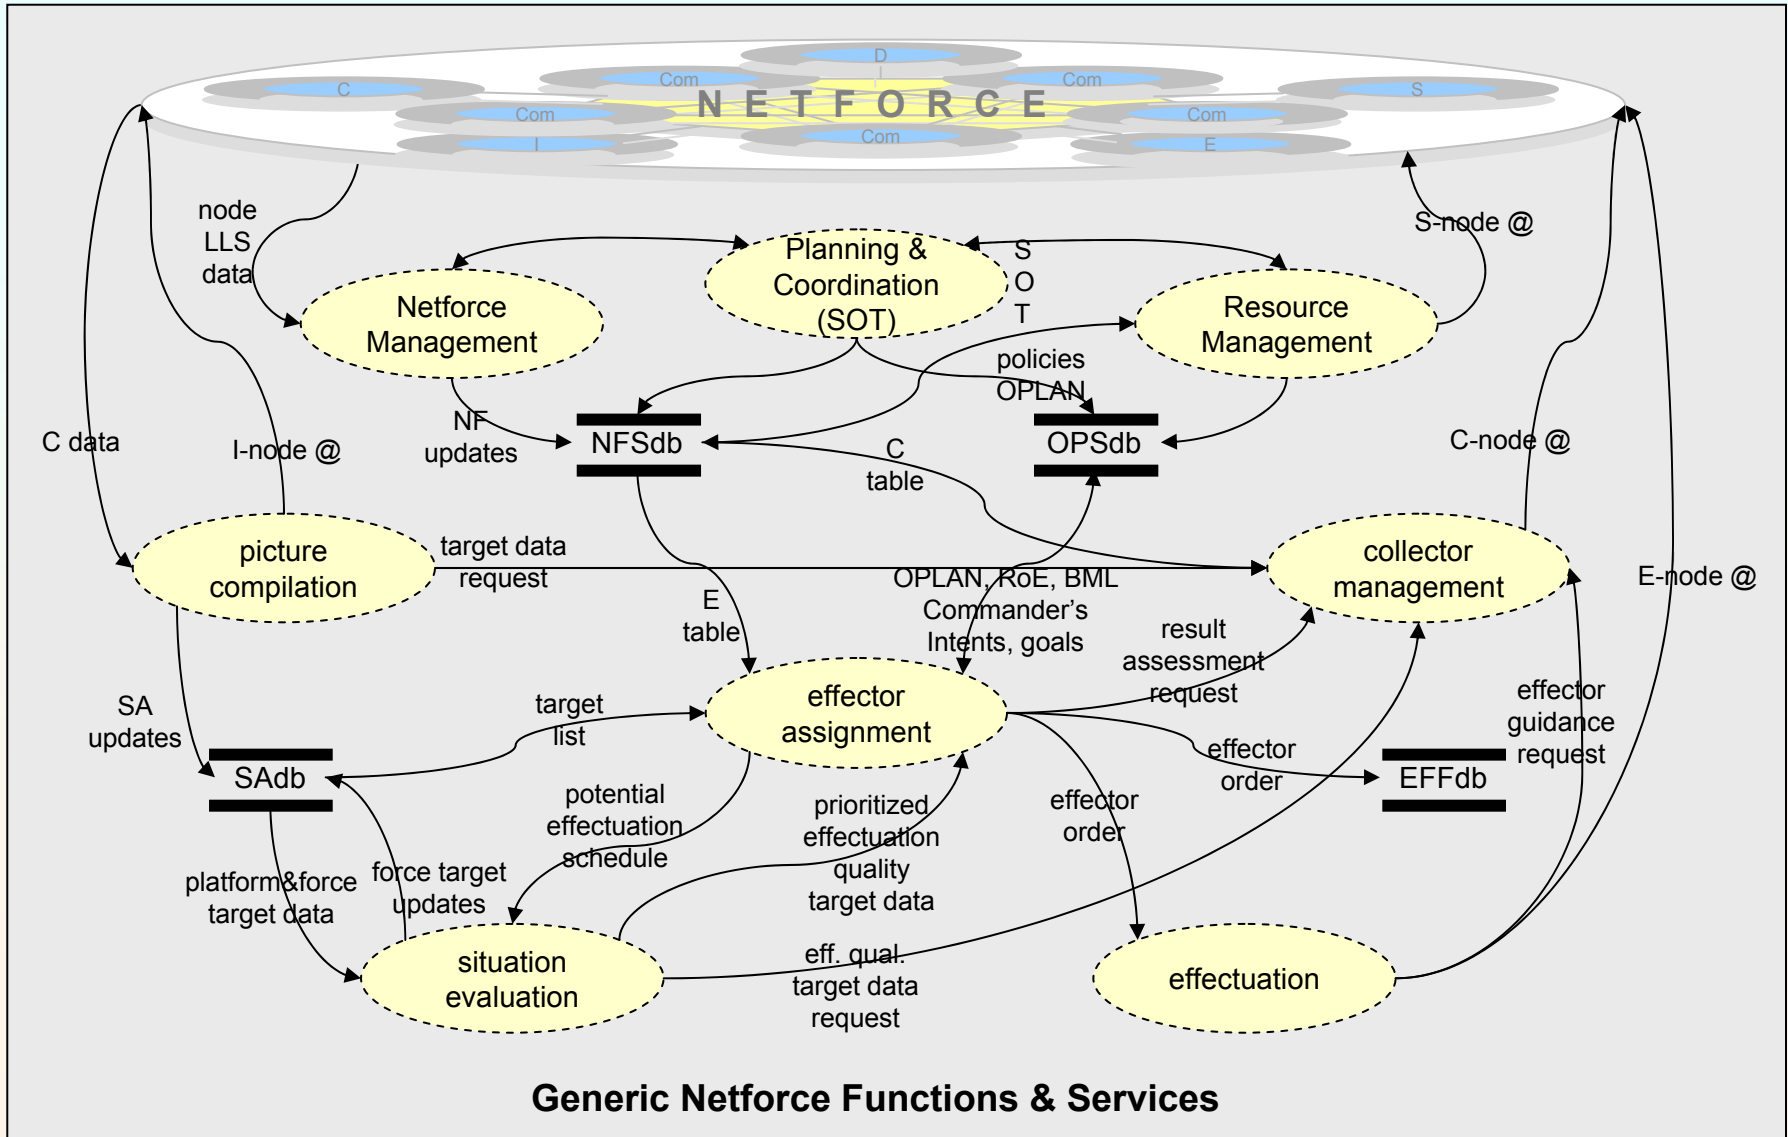 D
Com
Com
C
S
N E T F O R C E
Com
Com
Com
I
E
node
LLS
data
S-node @
Planning &
Coordination
(SOT)
S
O
T
Netforce
Management
Resource
Management
policies
OPLAN
NF
updates
NFSdb
OPSdb
C data
I-node @
C
table
C-node @
picture
compilation
target data
request
collector
management
OPLAN, RoE, BML
Commander's
Intents, goals
E-node @
E
table
result
assessment
request
SA
updates
target
list
effector
assignment
effector
guidance
request
SAdb
effector
order
EFFdb
potential
effectuation
schedule
prioritized
effectuation
quality
target data
effector
order
platform&force
target data
force target
updates
situation
evaluation
eff. qual.
target data
request
effectuation
Generic Netforce Functions & Services